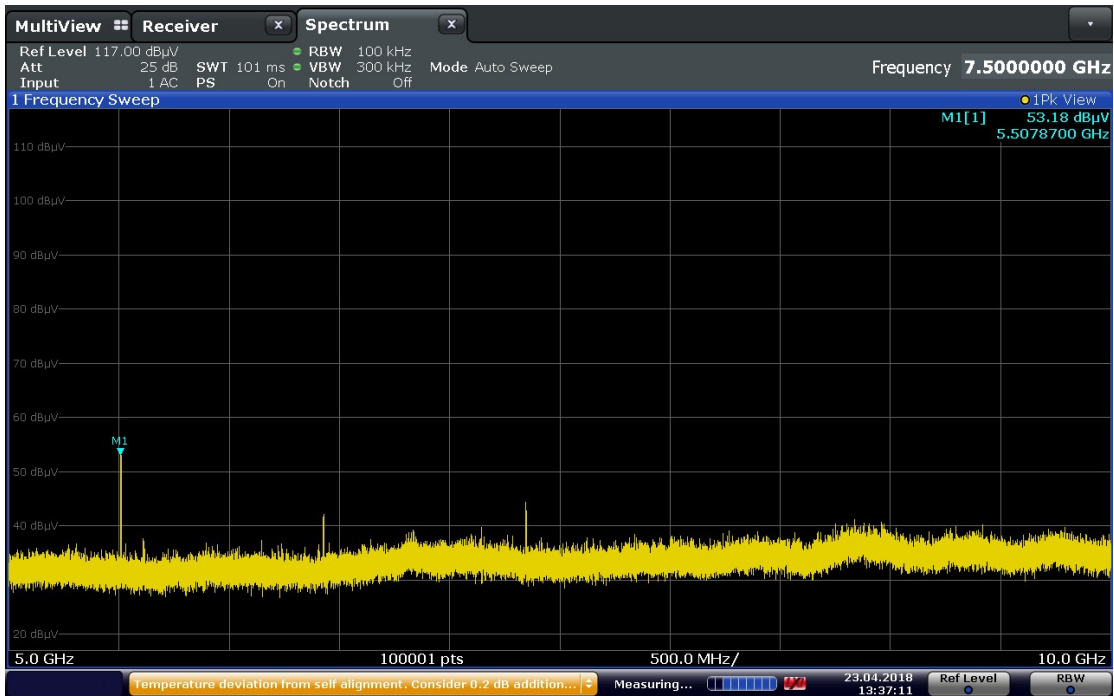 MultiView Receiver X Spectrum X
Ref Level 117.00 dBµV RBW 100 kHz
Att 25 dB SWT 101 ms VBW 300 kHz Mode Auto Sweep Frequency 7.5000000 GHz
Input 1 AC PS On Notch Off
1 Frequency Sweep 1Pk View
M1[1] 53.18 dBµV
5.5078700 GHz
110 dBµV
100 dBµV
90 dBµV
80 dBµV
70 dBµV
60 dBµV
M1
50 dBµV
40 dBµV
20 dBµV
5.0 GHz 100001 pts 500.0 MHz/ 10.0 GHz
Temperature deviation from self alignment. Consider 0.2 dB addition... Measuring... 23.04.2018 Ref Level RBW
13:37:11